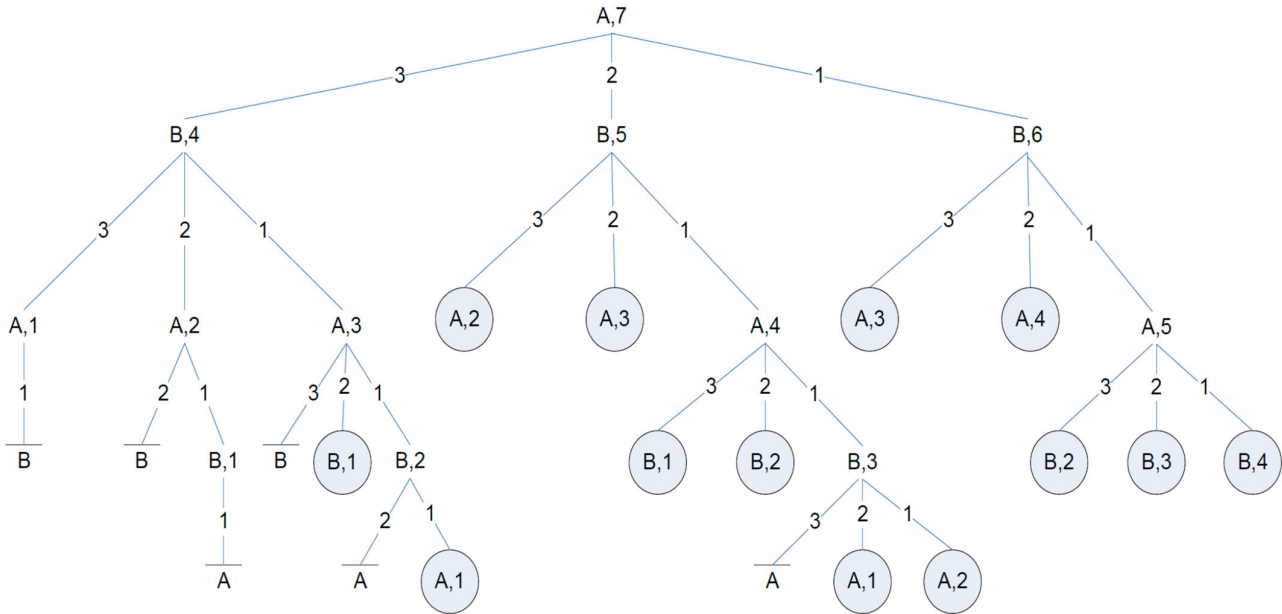 A,7
3 2 1
B,4 B,5 B,6
3 2 1 3 2 1 3 2 1
A,1 A,2 A,3 A,2 A,3 A,4 A,3 A,4 A,5
1 2 1 3 2 1 3 2 1 3 2 1
B B B,1 B B,1 B,2 B,1 B,2 B,3 B,2 B,3 B,4
1 2 1 3 2 1
A A A,1 A A,1 A,2